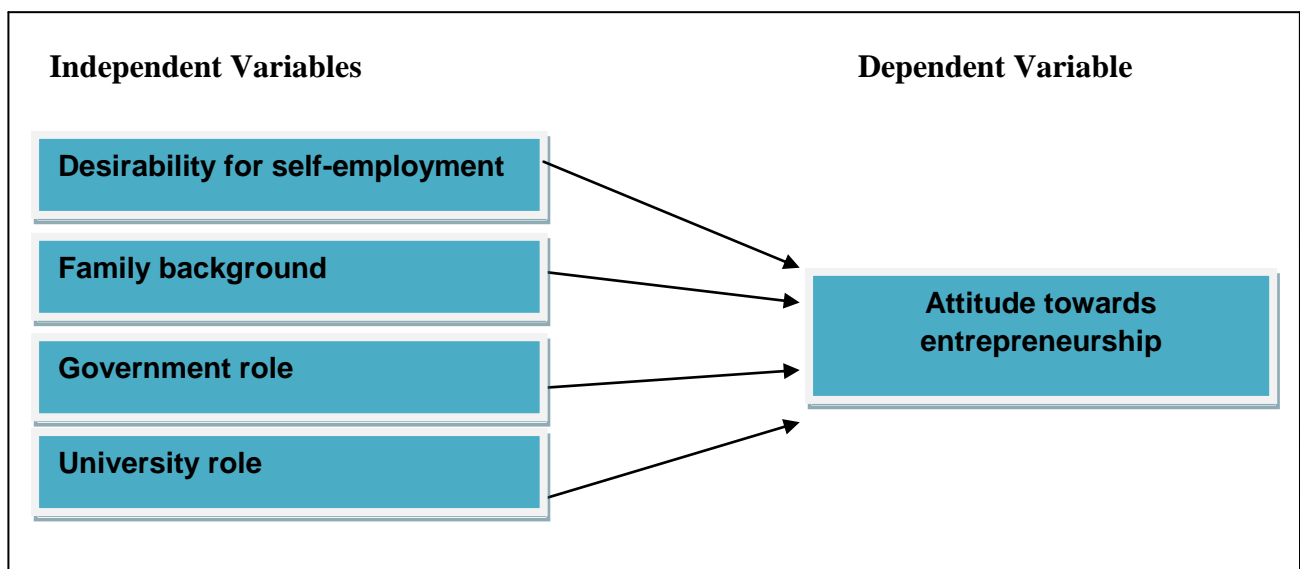 Independent Variables
Dependent Variable
Desirability for self-employment
Family background
Government role
University role
Attitude towards
entrepreneurship